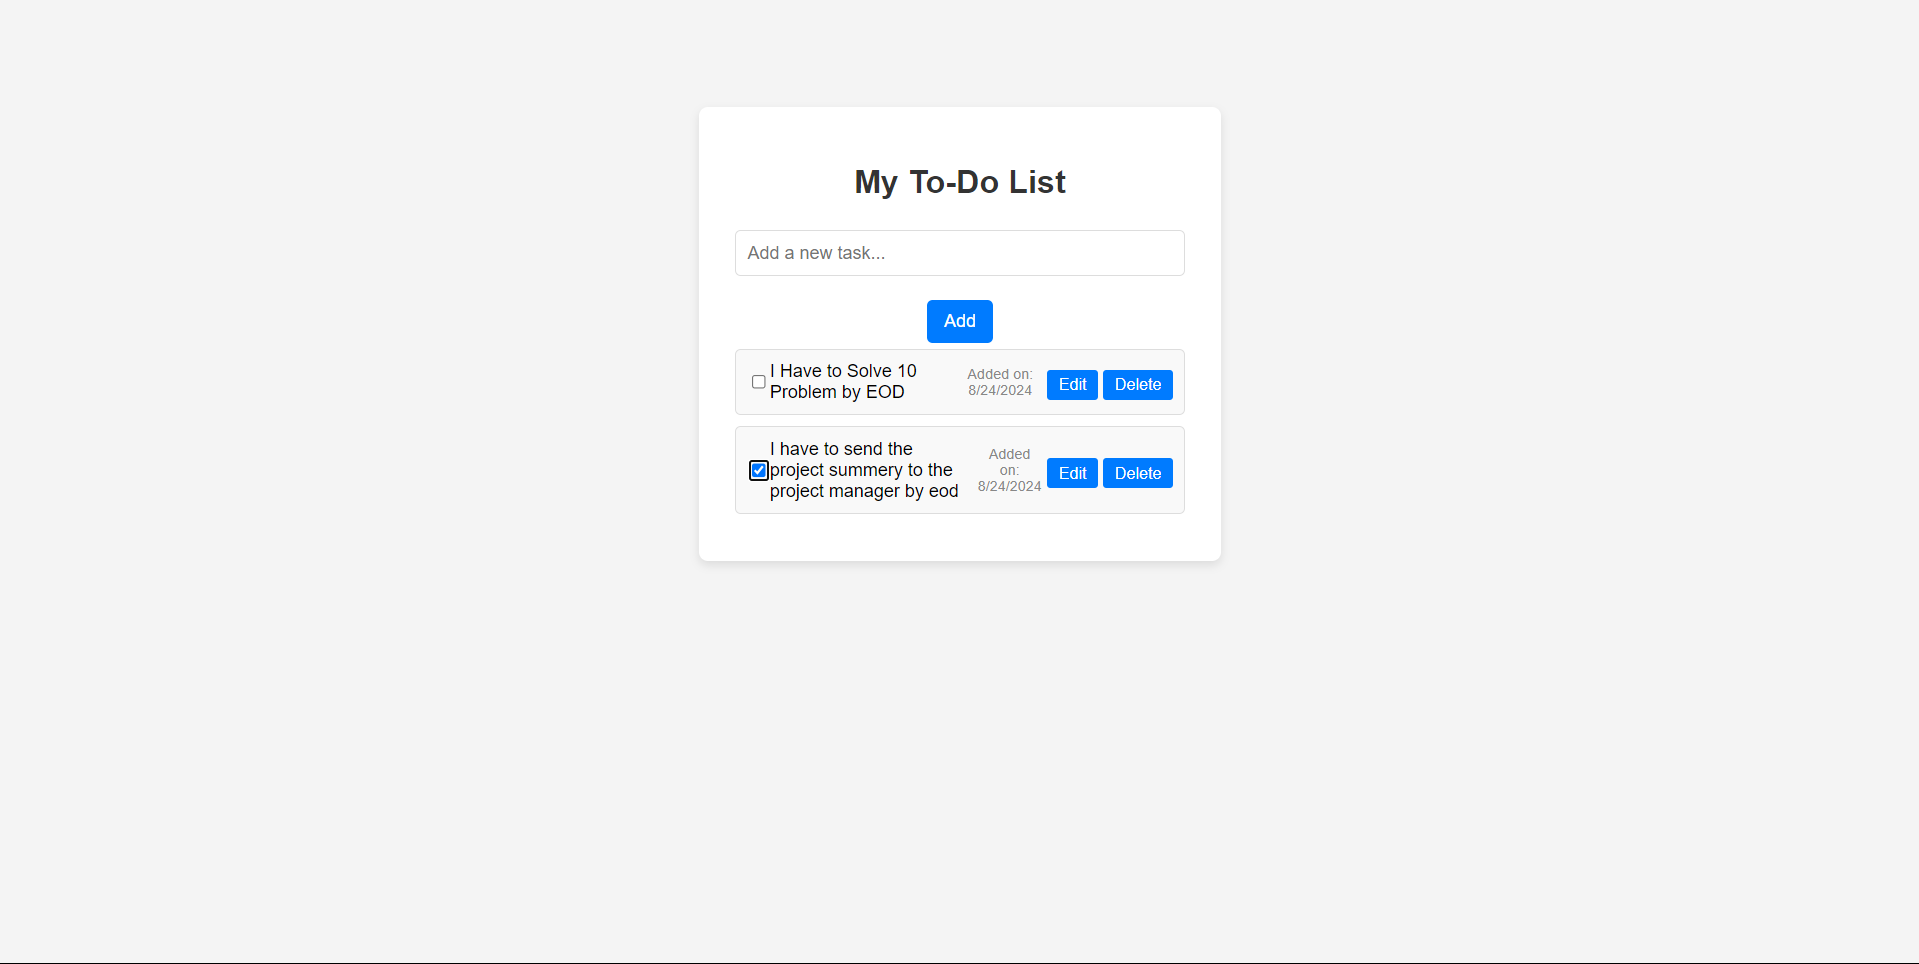 My To-Do List
Add a new task...
Add
I Have to Solve 10
Problem by EOD
Added on:
8/24/2024
Edit
Delete
I have to send the
project summery to the
project manager by eod
Added
on:
8/24/2024
Edit
Delete